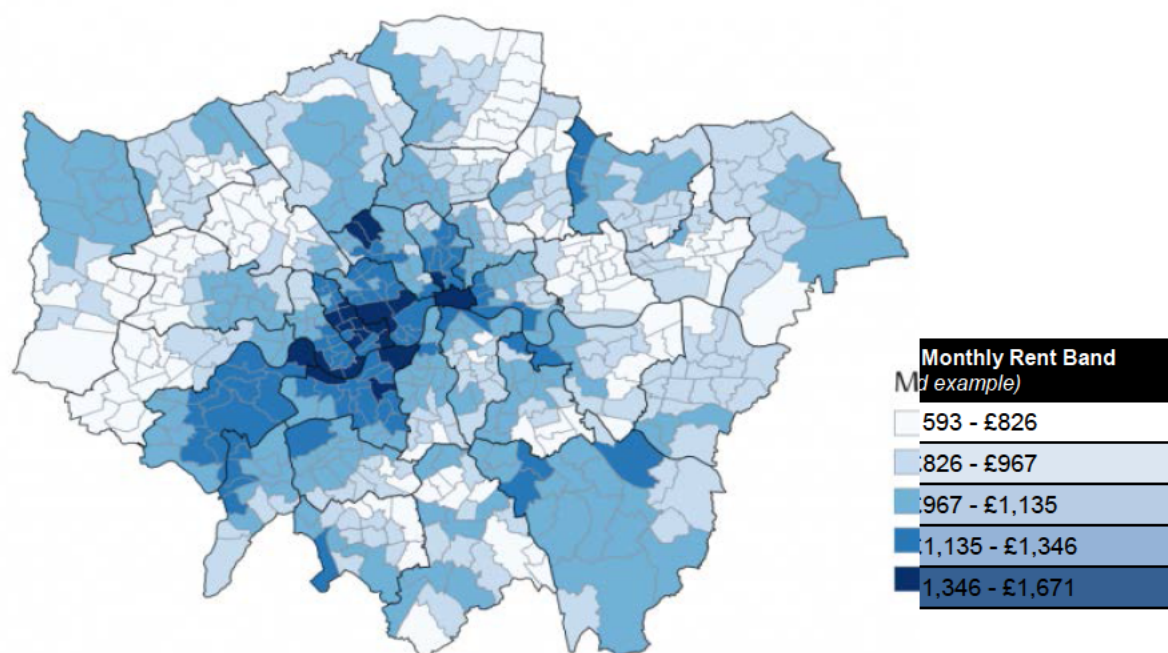 Monthly Rent Band
M
d example)
593 - £826
£826 - £967
£967 - £1,135
£1,135 - £1,346
1,346 - £1,671